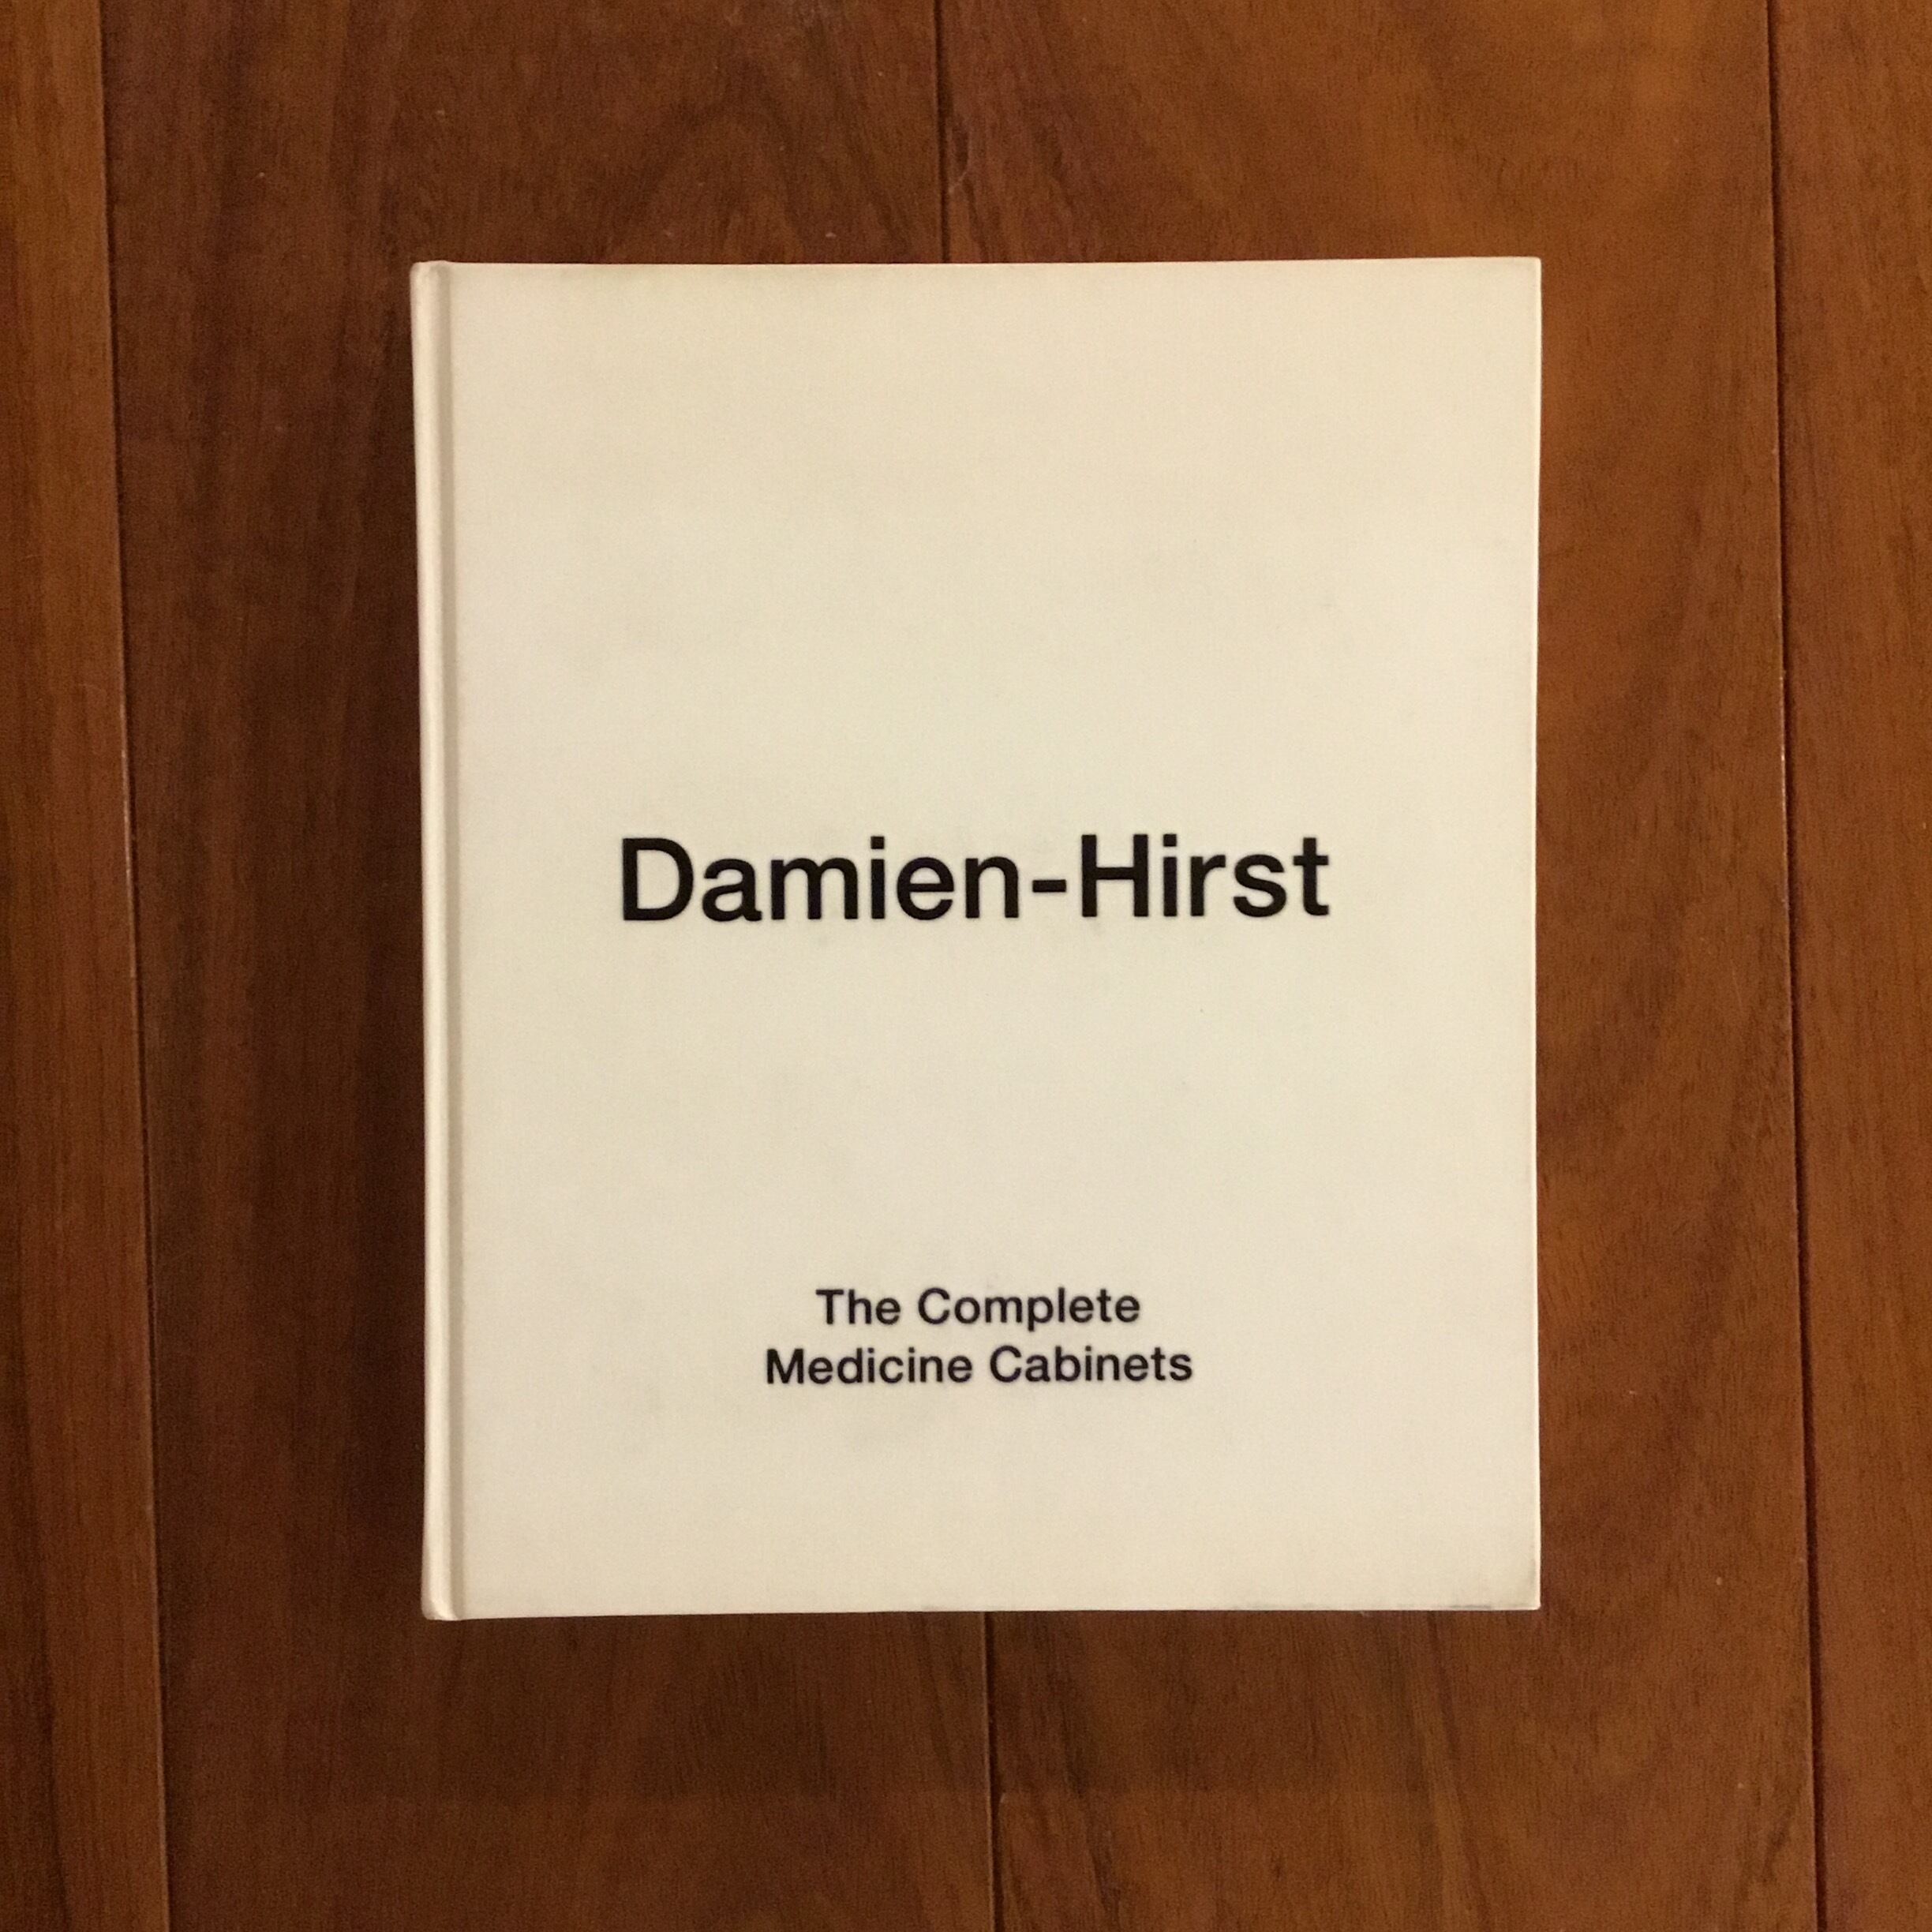 Damien-Hirst
The Complete
Medicine Cabinets